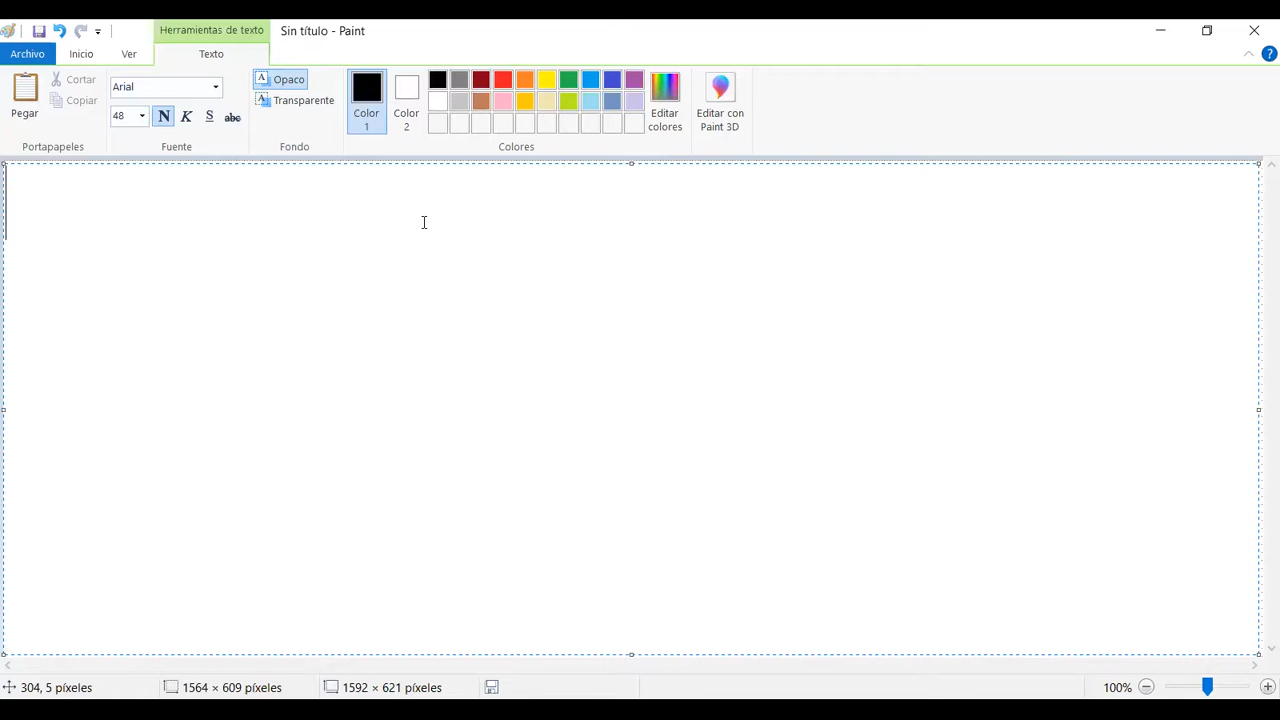 Herramientas de texto
Sin título - Paint
Archivo
Inicio
Ver
Texto
Pegar
Cortar
Copiar
Portapapeles
Arial
48
N K S abc
Fuente
A Opaco
A Transparente
Fondo
Color 1
Color 2
Editar colores
Colores
Editar con Paint 3D
304, 5 píxeles
1564 × 609 píxeles
1592 × 621 píxeles
100%